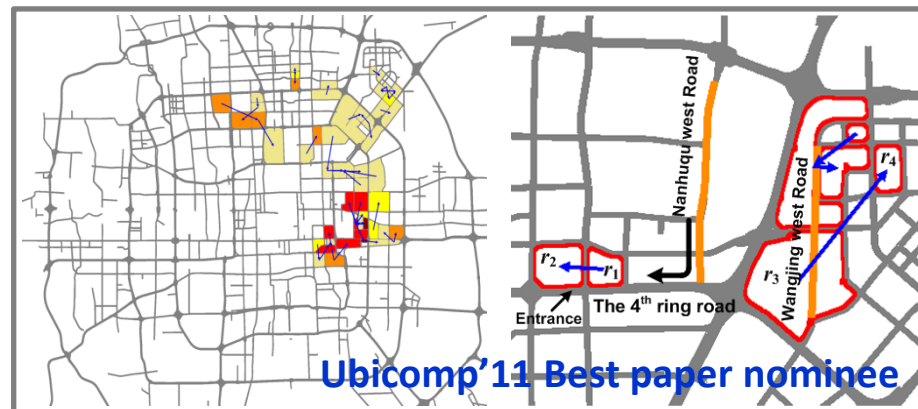 Nanhuqu west Road
Wangjing west Road
r4
r2
r1
r3
Entrance
The 4th ring road
Ubicomp'11 Best paper nominee